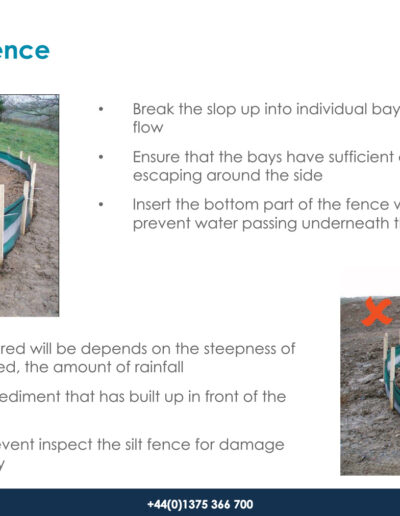 ence
• Break the slop up into individual bay
flow
• Ensure that the bays have sufficient
escaping around the side
• Insert the bottom part of the fence
prevent water passing underneath
red will be depends on the steepness of
ed, the amount of rainfall
ediment that has built up in front of the
event inspect the silt fence for damage
y
+44(0)1375 366 700